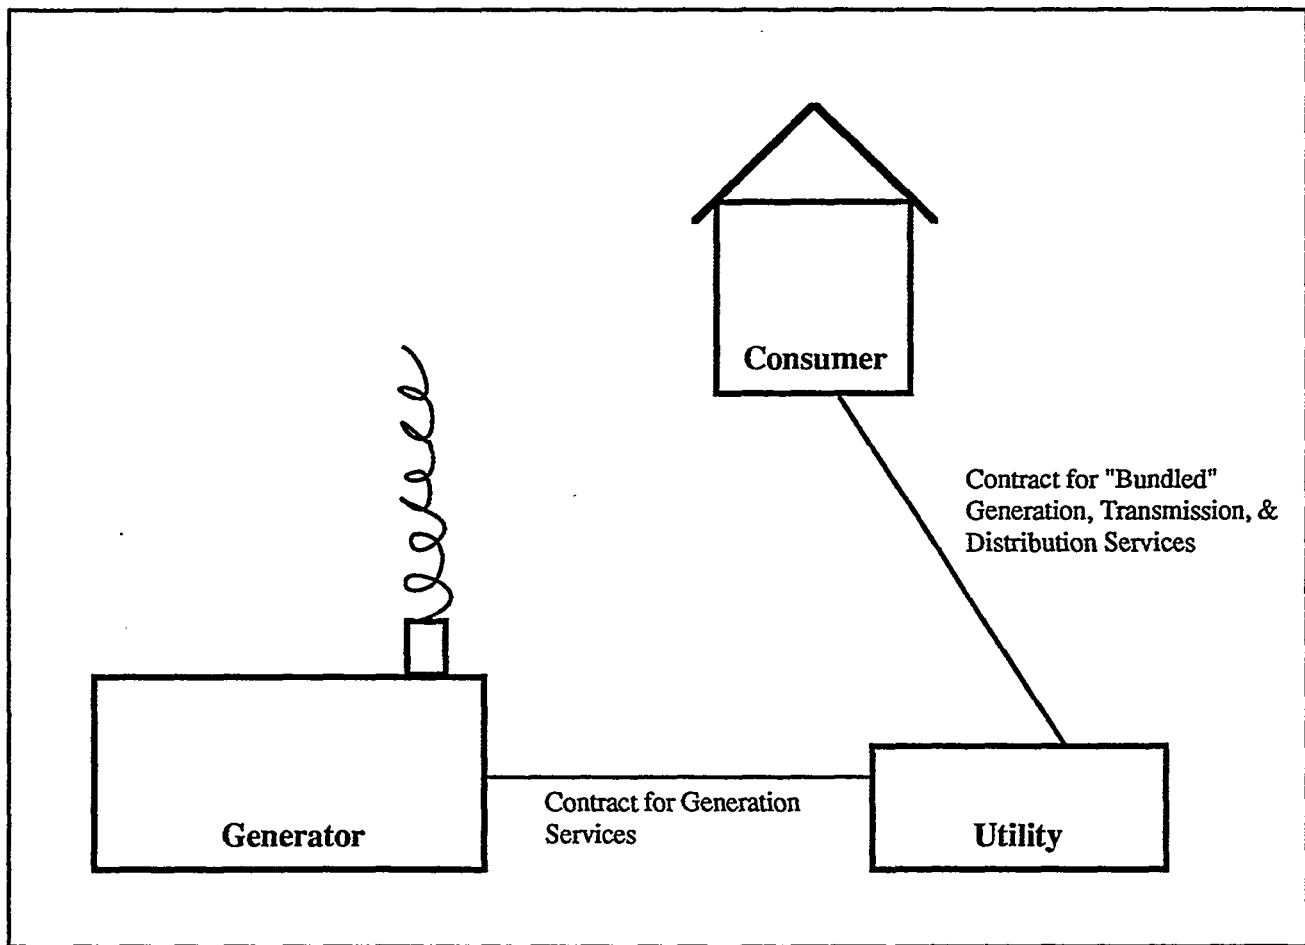 Consumer
Contract for "Bundled"
Generation, Transmission, &
Distribution Services
Contract for Generation
Services
Generator
Utility